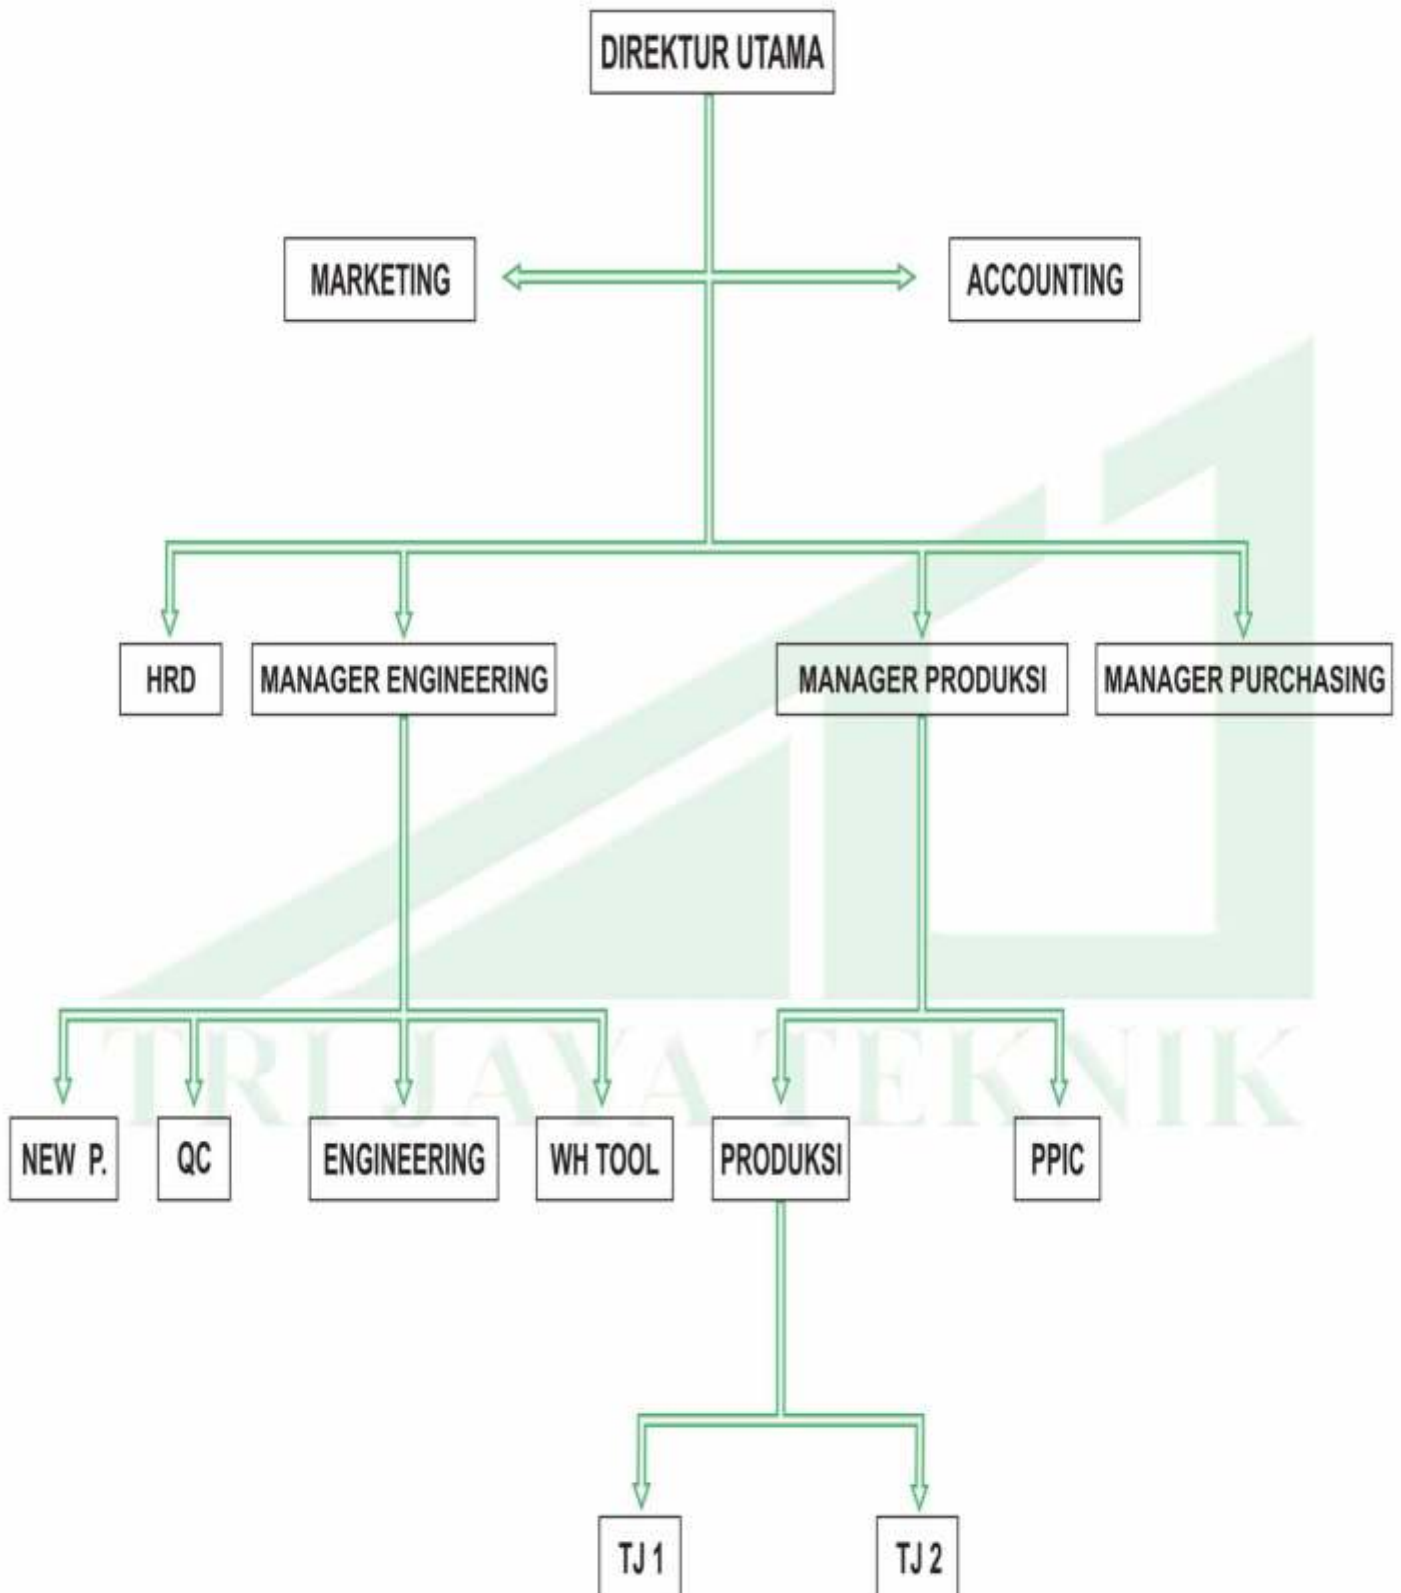 DIREKTUR UTAMA
MARKETING
ACCOUNTING
HRD
MANAGER ENGINEERING
MANAGER PRODUKSI
MANAGER PURCHASING
TRI JAYA TEKNIK
NEW P.
QC
ENGINEERING
WH TOOL
PRODUKSI
PPIC
TJ 1
TJ 2